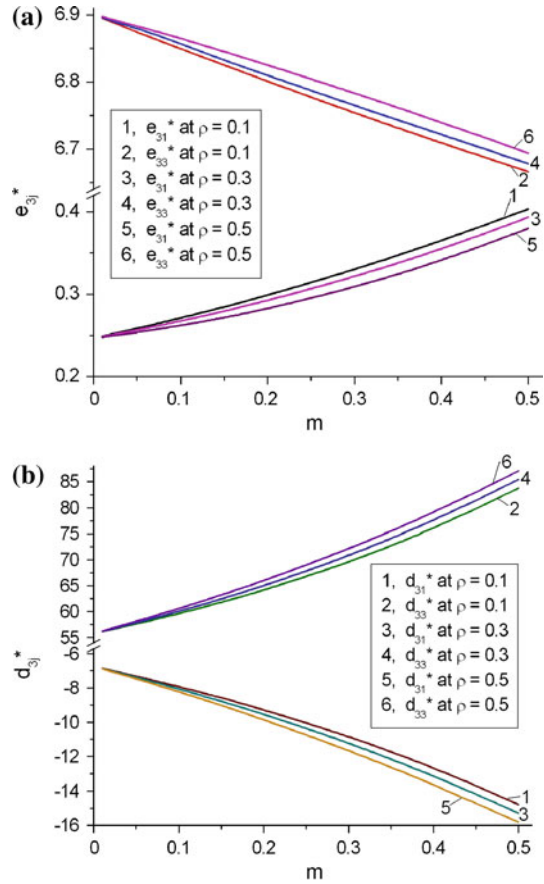 (a)
6.9
6.8
6.7
0.4
0.3
0.2
e3j*
1, e31* at ρ = 0.1
2, e33* at ρ = 0.1
3, e31* at ρ = 0.3
4, e33* at ρ = 0.3
5, e31* at ρ = 0.5
6, e33* at ρ = 0.5
6
4
2
1
3
5
0 0.1 0.2 0.3 0.4 0.5
m
(b)
85
80
75
70
65
60
55
-6
-8
-10
-12
-14
-16
d3j*
6
4
2
1, d31* at ρ = 0.1
2, d33* at ρ = 0.1
3, d31* at ρ = 0.3
4, d33* at ρ = 0.3
5, d31* at ρ = 0.5
6, d33* at ρ = 0.5
1
3
5
0 0.1 0.2 0.3 0.4 0.5
m